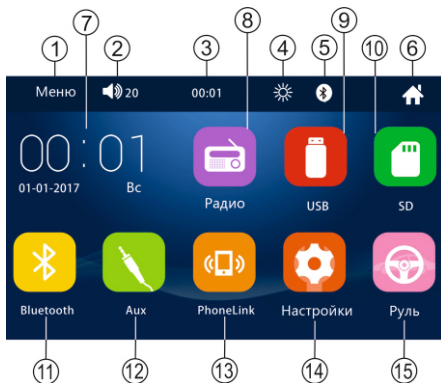 7 2 3 4 5 9 10 6
1 8
Меню 20 00:01
00:01
01-01-2017 Вс
Радио USB SD
Bluetooth Aux PhoneLink Настройки Руль
11 12 13 14 15